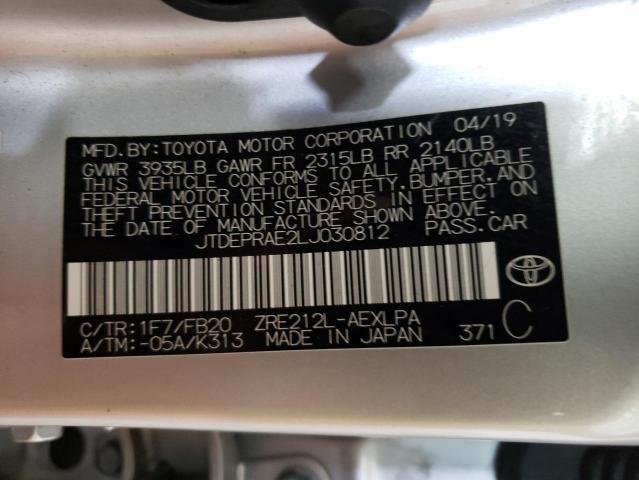 MFD.BY:TOYOTA MOTOR CORPORATION 04/19
GVWR 3935LB GAWR FR 2315LB RR 2140LB
THIS VEHICLE CONFORMS TO ALL APPLICABLE
FEDERAL MOTOR VEHICLE SAFETY,BUMPER,AND
THEFT PREVENTION STANDARDS IN EFFECT ON
THE DATE OF MANUFACTURE SHOWN ABOVE.
JTDEPRAE2LJ030812 PASS.CAR
C/TR:1F7/FB20 ZRE212L-AEXLPA
A/TM:-05A/K313 MADE IN JAPAN 371 C